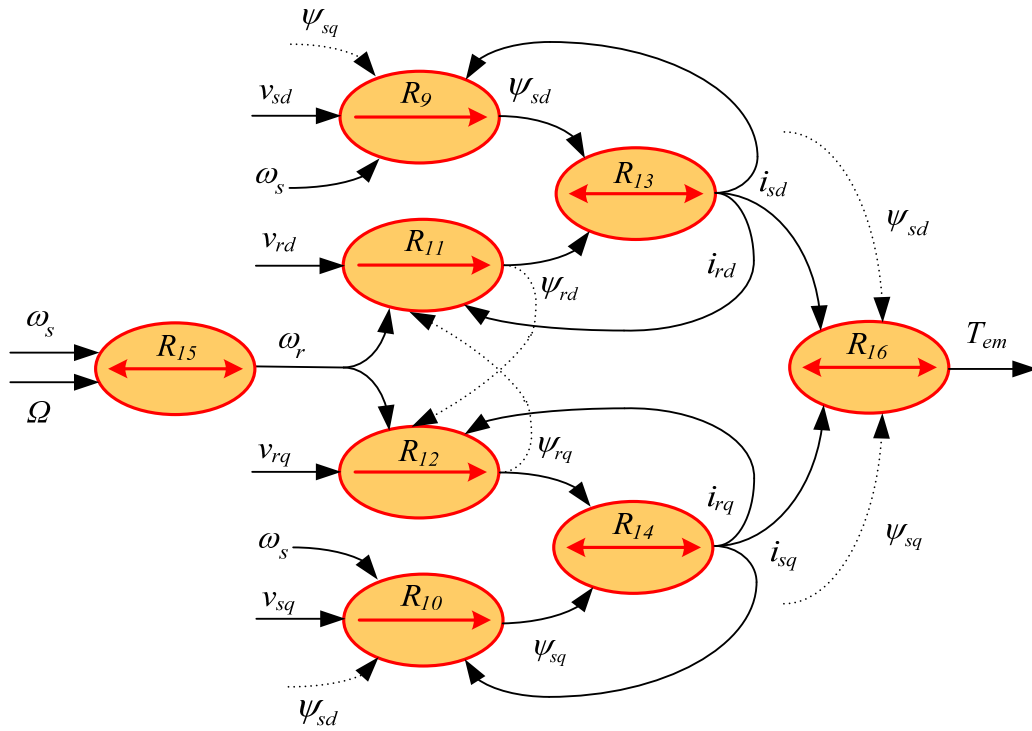 ψsq
vsd
R9
ψsd
ωs
R13
isd
vrd
R11
ψsd
ird
ψrd
ωs
R15
ωr
R16
Tem
Ω
vrq
R12
ψrq
irq
R14
ψsq
ωs
isq
vsq
R10
ψsq
ψsd